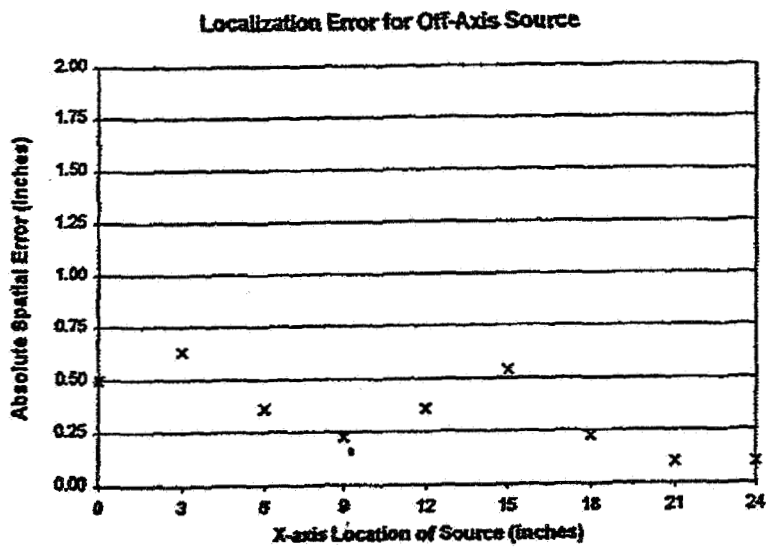 Localization Error for Off-Axis Source
Absolute Spatial Error (Inches)
2.00
1.75
1.50
1.25
1.00
0.75
0.50
0.25
0.00
0 3 6 9 12 15 18 21 24
X-axis Location of Source (Inches)